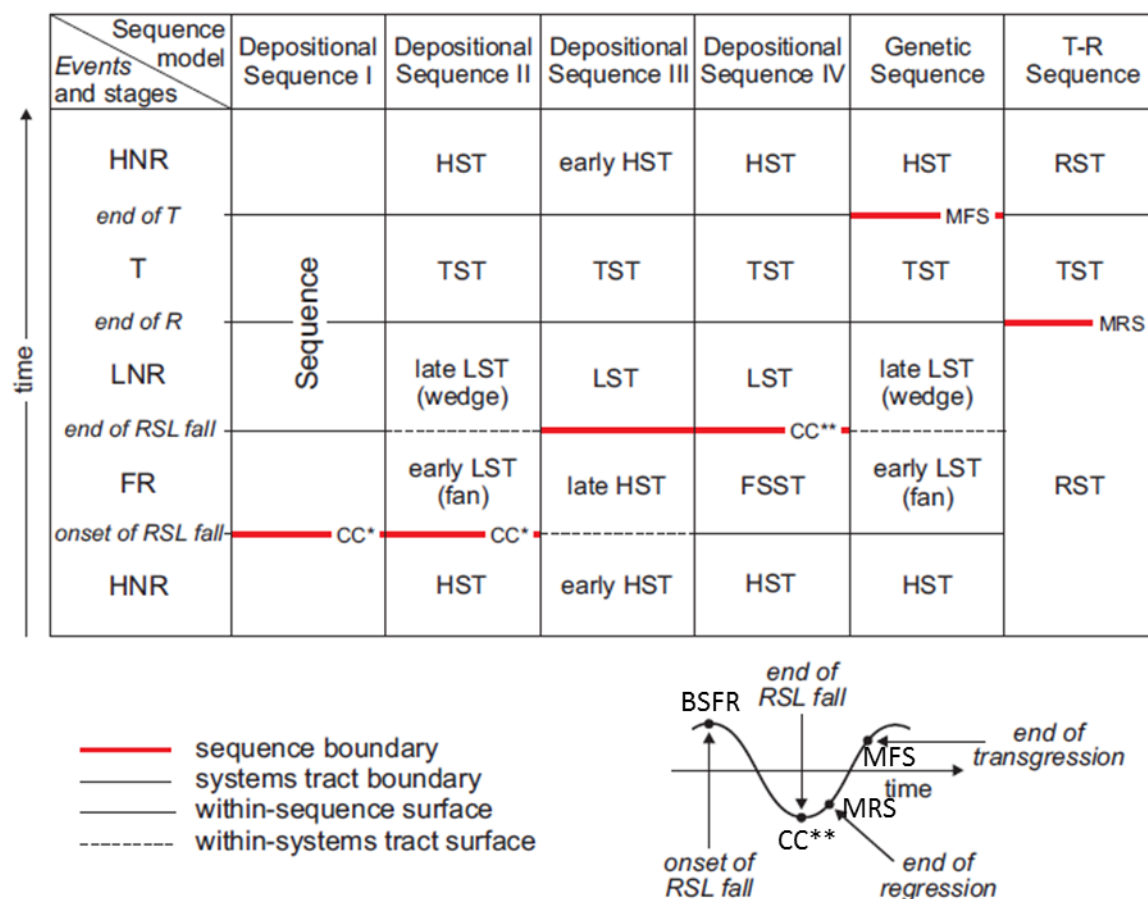 Sequence
model
Events
and stages
Depositional
Sequence I
Depositional
Sequence II
Depositional
Sequence III
Depositional
Sequence IV
Genetic
Sequence
T-R
Sequence
time
HNR
HST
early HST
HST
HST
RST
end of T
MFS
T
Sequence
TST
TST
TST
TST
TST
end of R
MRS
LNR
late LST
(wedge)
LST
LST
late LST
(wedge)
end of RSL fall
CC**
FR
early LST
(fan)
late HST
FSST
early LST
(fan)
RST
onset of RSL fall
CC*
CC*
HNR
HST
early HST
HST
HST
sequence boundary
systems tract boundary
within-sequence surface
within-systems tract surface
BSFR
end of
RSL fall
MFS
end of
transgression
time
MRS
CC**
onset of
RSL fall
end of
regression